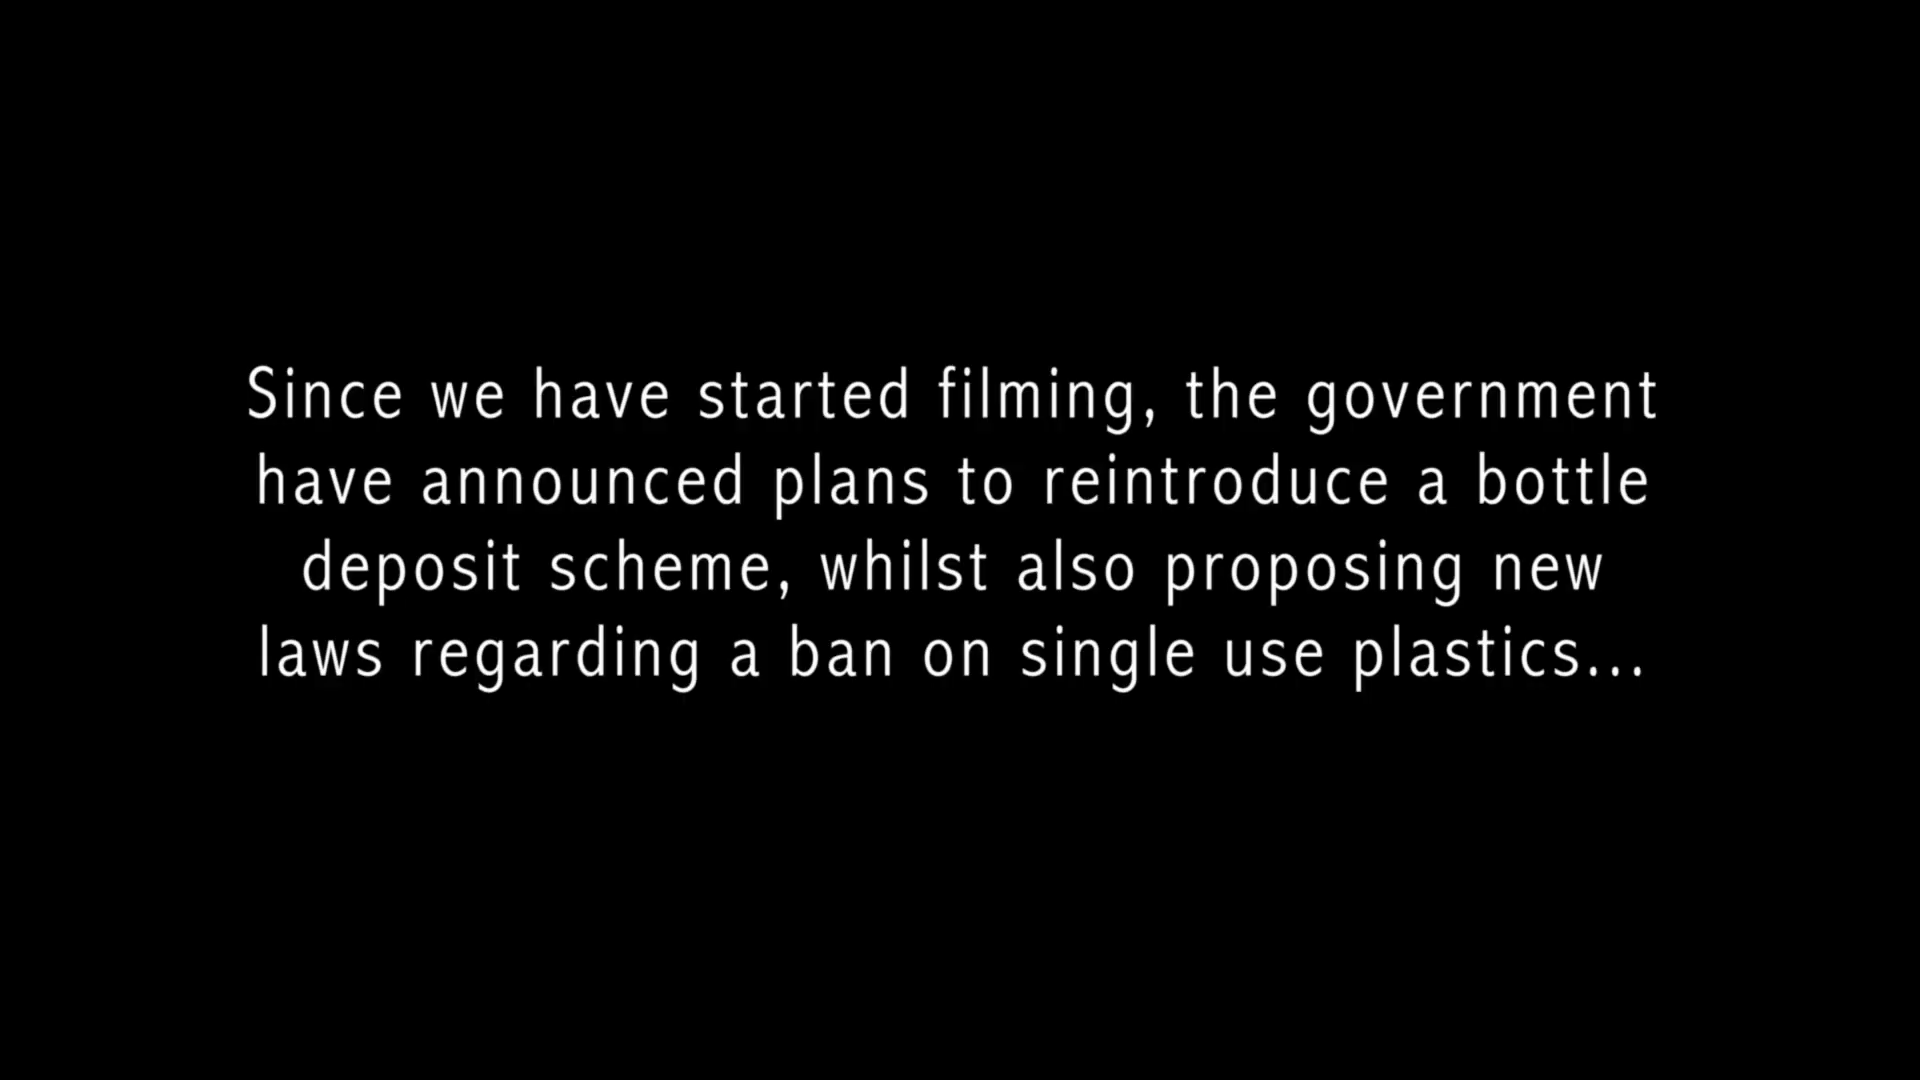 Since we have started filming, the government
have announced plans to reintroduce a bottle
deposit scheme, whilst also proposing new
laws regarding a ban on single use plastics...